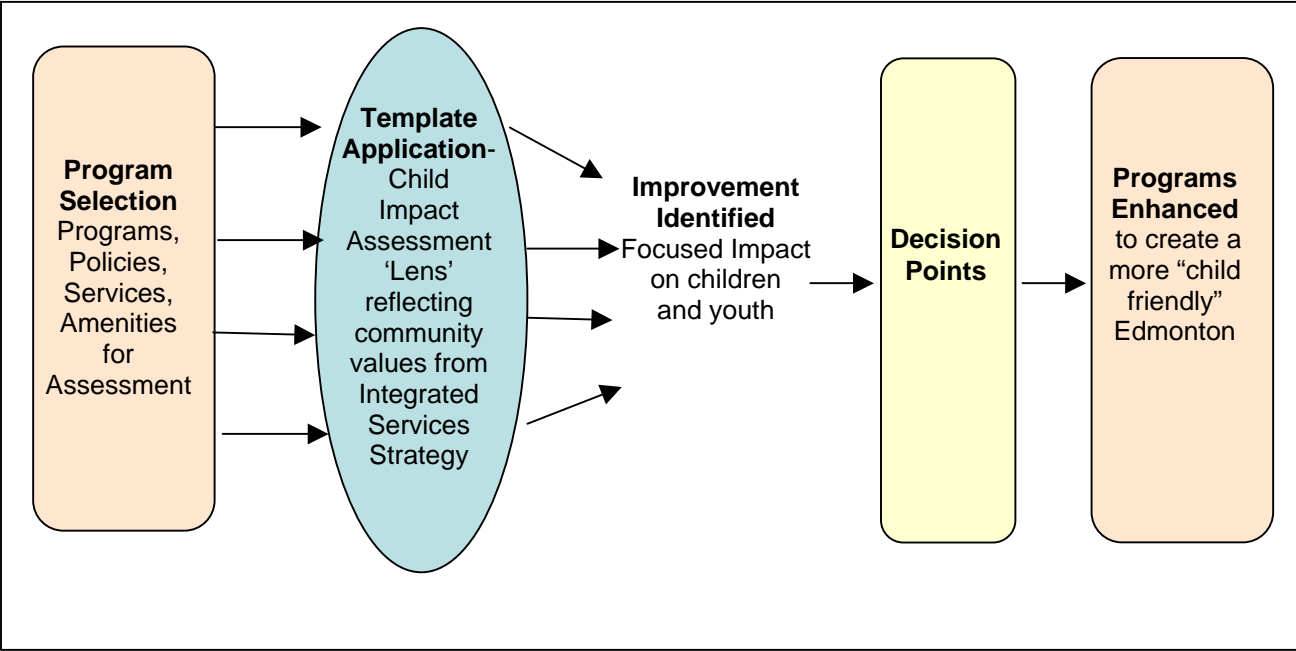 Program
Selection
Programs,
Policies,
Services,
Amenities
for
Assessment
Template
Application-
Child
Impact
Assessment
‘Lens’
reflecting
community
values from
Integrated
Services
Strategy
Improvement
Identified
Focused Impact
on children
and youth
Decision
Points
Programs
Enhanced
to create a
more “child
friendly”
Edmonton